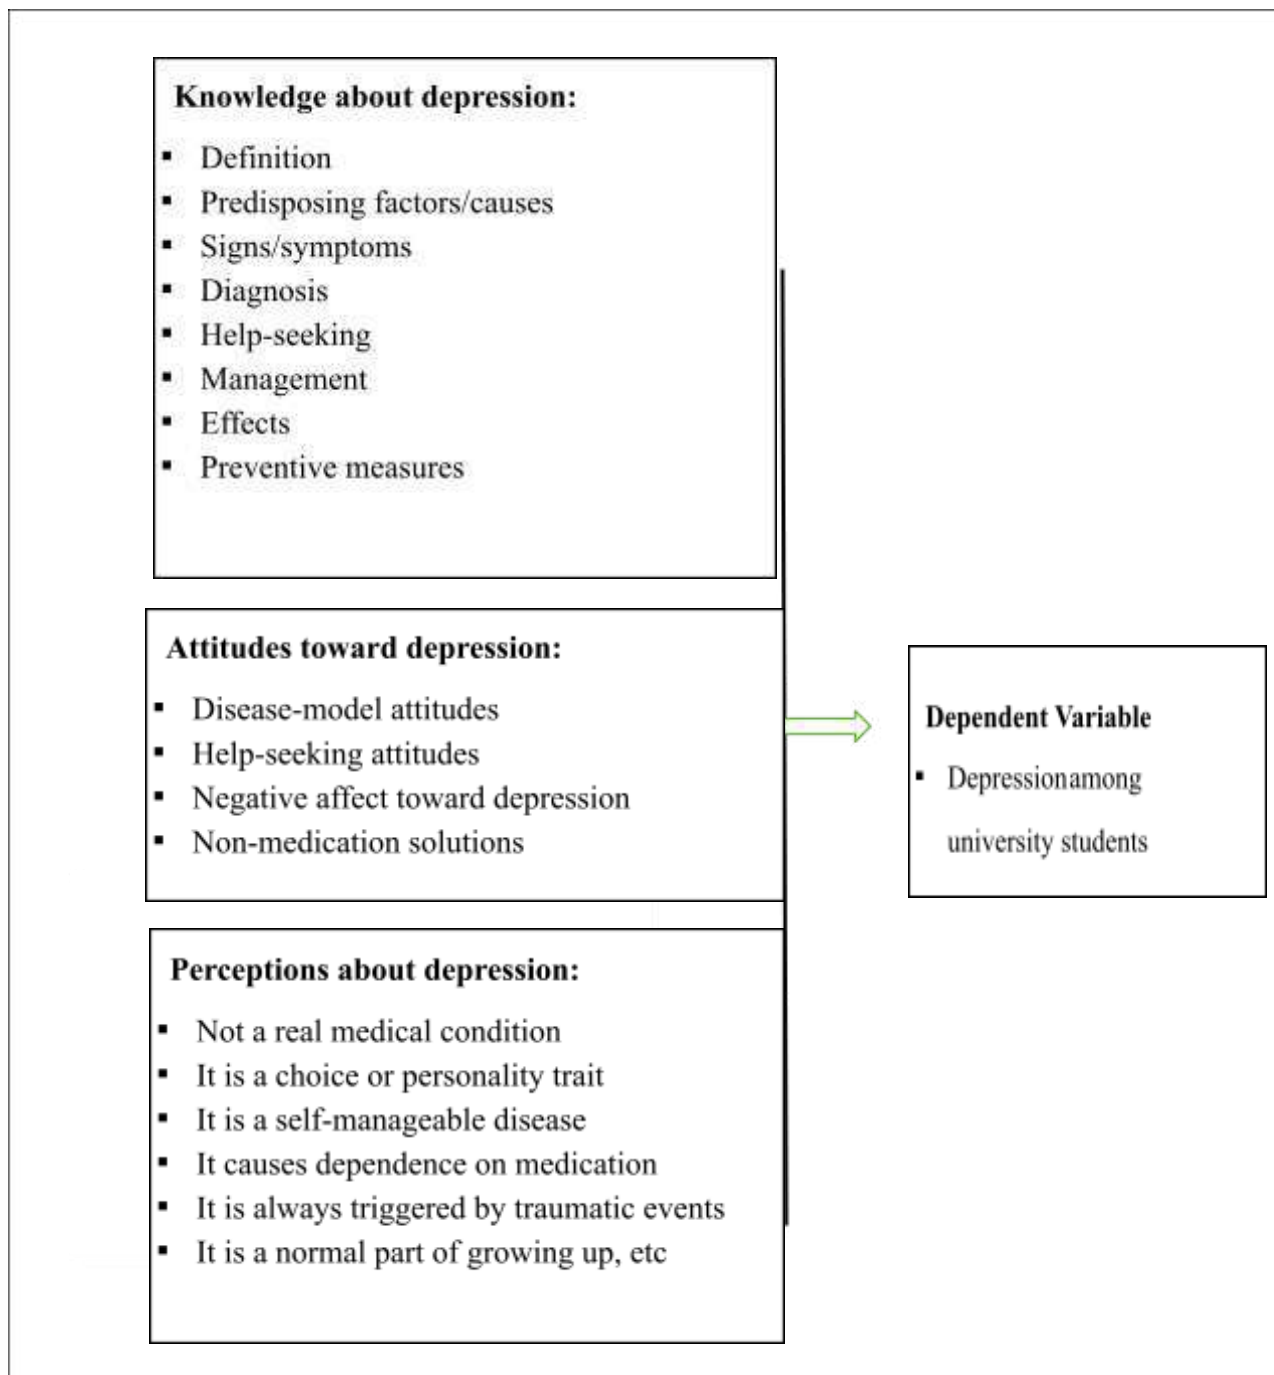 Knowledge about depression:
▪ Definition
▪ Predisposing factors/causes
▪ Signs/symptoms
▪ Diagnosis
▪ Help-seeking
▪ Management
▪ Effects
▪ Preventive measures
Attitudes toward depression:
▪ Disease-model attitudes
▪ Help-seeking attitudes
▪ Negative affect toward depression
▪ Non-medication solutions
Perceptions about depression:
▪ Not a real medical condition
▪ It is a choice or personality trait
▪ It is a self-manageable disease
▪ It causes dependence on medication
▪ It is always triggered by traumatic events
▪ It is a normal part of growing up, etc
Dependent Variable
▪ Depressionamong
university students